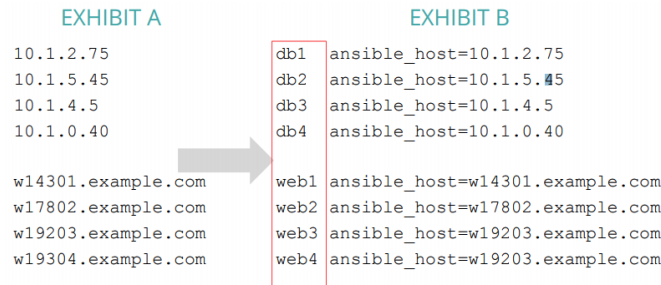 EXHIBIT A
10.1.2.75
10.1.5.45
10.1.4.5
10.1.0.40
w14301.example.com
w17802.example.com
w19203.example.com
w19304.example.com
EXHIBIT B
db1 ansible_host=10.1.2.75
db2 ansible_host=10.1.5.45
db3 ansible_host=10.1.4.5
db4 ansible_host=10.1.0.40
web1 ansible_host=w14301.example.com
web2 ansible_host=w17802.example.com
web3 ansible_host=w19203.example.com
web4 ansible_host=w19203.example.com